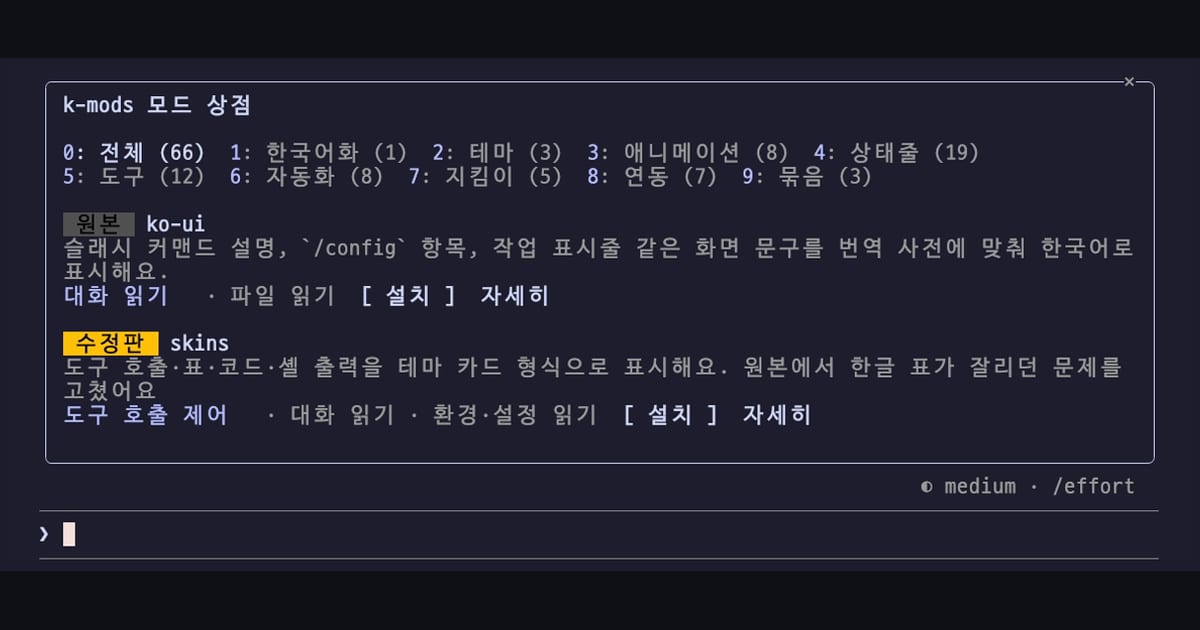 ×
k-mods 모드 상점
0: 전체 (66)  1: 한국어화 (1)  2: 테마 (3)  3: 애니메이션 (8)  4: 상태줄 (19)
5: 도구 (12)  6: 자동화 (8)  7: 지킴이 (5)  8: 연동 (7)  9: 묶음 (3)
원본 ko-ui
슬래시 커맨드 설명, `/config` 항목, 작업 표시줄 같은 화면 문구를 번역 사전에 맞춰 한국어로
표시해요.
대화 읽기 · 파일 읽기 [ 설치 ] 자세히
수정판 skins
도구 호출·표·코드·셸 출력을 테마 카드 형식으로 표시해요. 원본에서 한글 표가 잘리던 문제를
고쳤어요
도구 호출 제어 · 대화 읽기 · 환경·설정 읽기 [ 설치 ] 자세히
◐ medium · /effort
❯